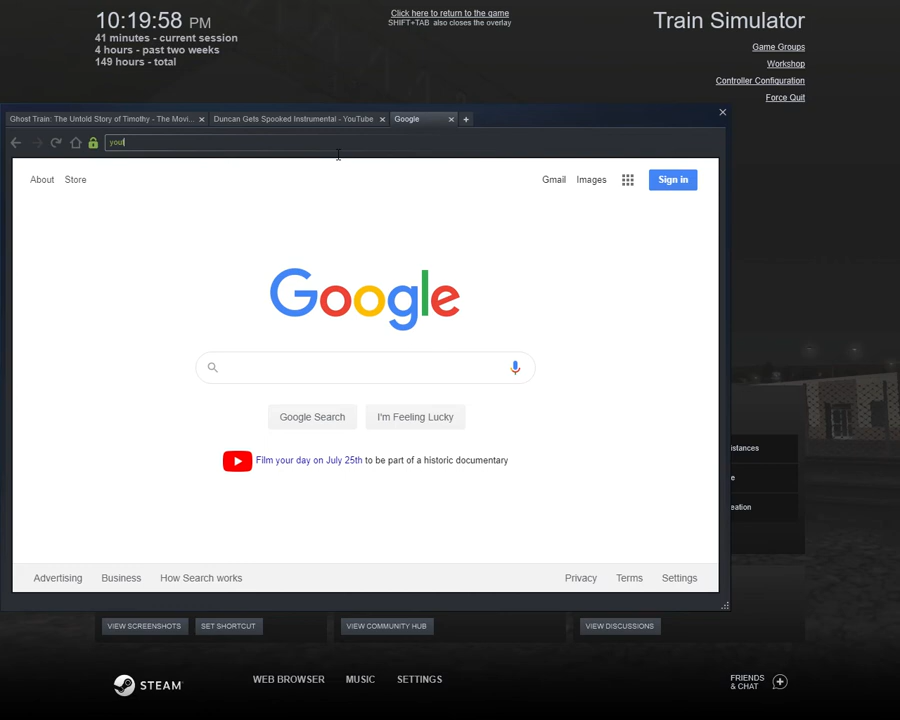 10:19:58 PM
41 minutes - current session
4 hours - past two weeks
149 hours - total
Click here to return to the game
SHIFT+TAB also closes the overlay
Train Simulator
Game Groups
Workshop
Controller Configuration
Force Quit
Ghost Train: The Untold Story of Timothy - The Movi...
Duncan Gets Spooked Instrumental - YouTube
Google
About
Store
Gmail
Images
Sign in
Google
Google Search
I'm Feeling Lucky
Film your day on July 25th to be part of a historic documentary
Advertising
Business
How Search works
Privacy
Terms
Settings
VIEW SCREENSHOTS
SET SHORTCUT
VIEW COMMUNITY HUB
VIEW DISCUSSIONS
STEAM
WEB BROWSER
MUSIC
SETTINGS
FRIENDS
& CHAT